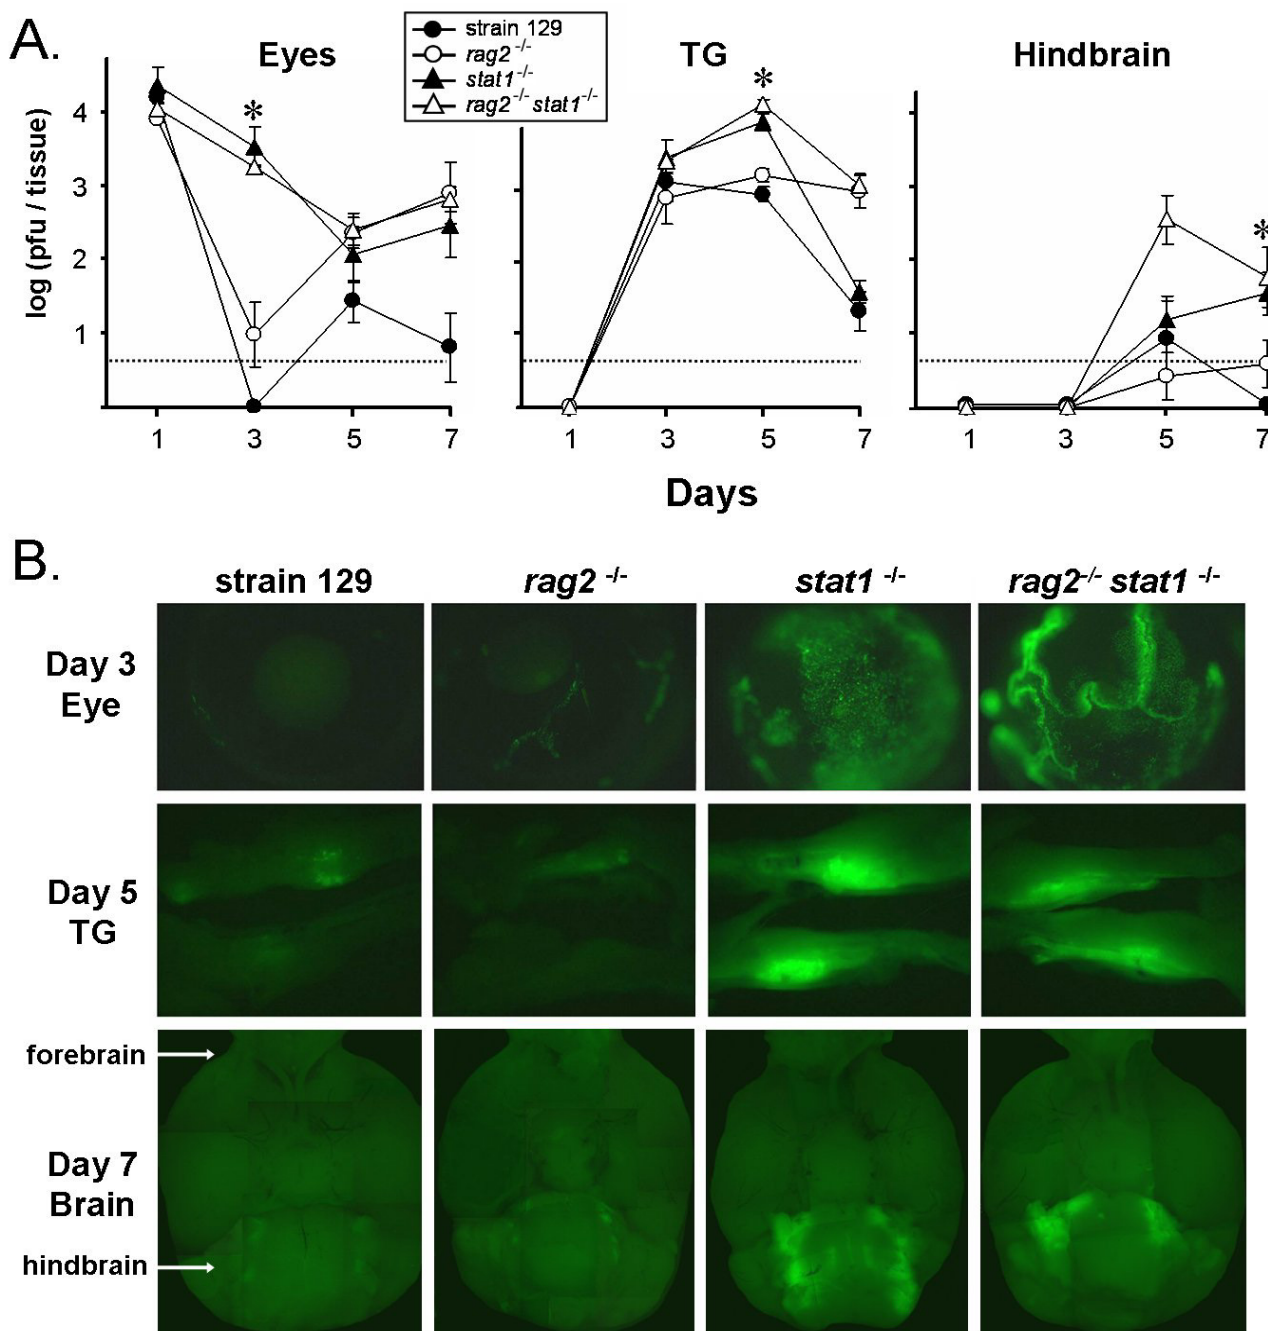 A.
strain 129
rag2 -/-
stat1 -/-
rag2 -/- stat1 -/-
Eyes
TG
Hindbrain
*
*
*
log (pfu / tissue)
4
3
2
1
1 3 5 7
1 3 5 7
1 3 5 7
Days
B.
strain 129 rag2 -/- stat1 -/- rag2-/- stat1 -/-
Day 3
Eye
Day 5
TG
forebrain
Day 7
Brain
hindbrain